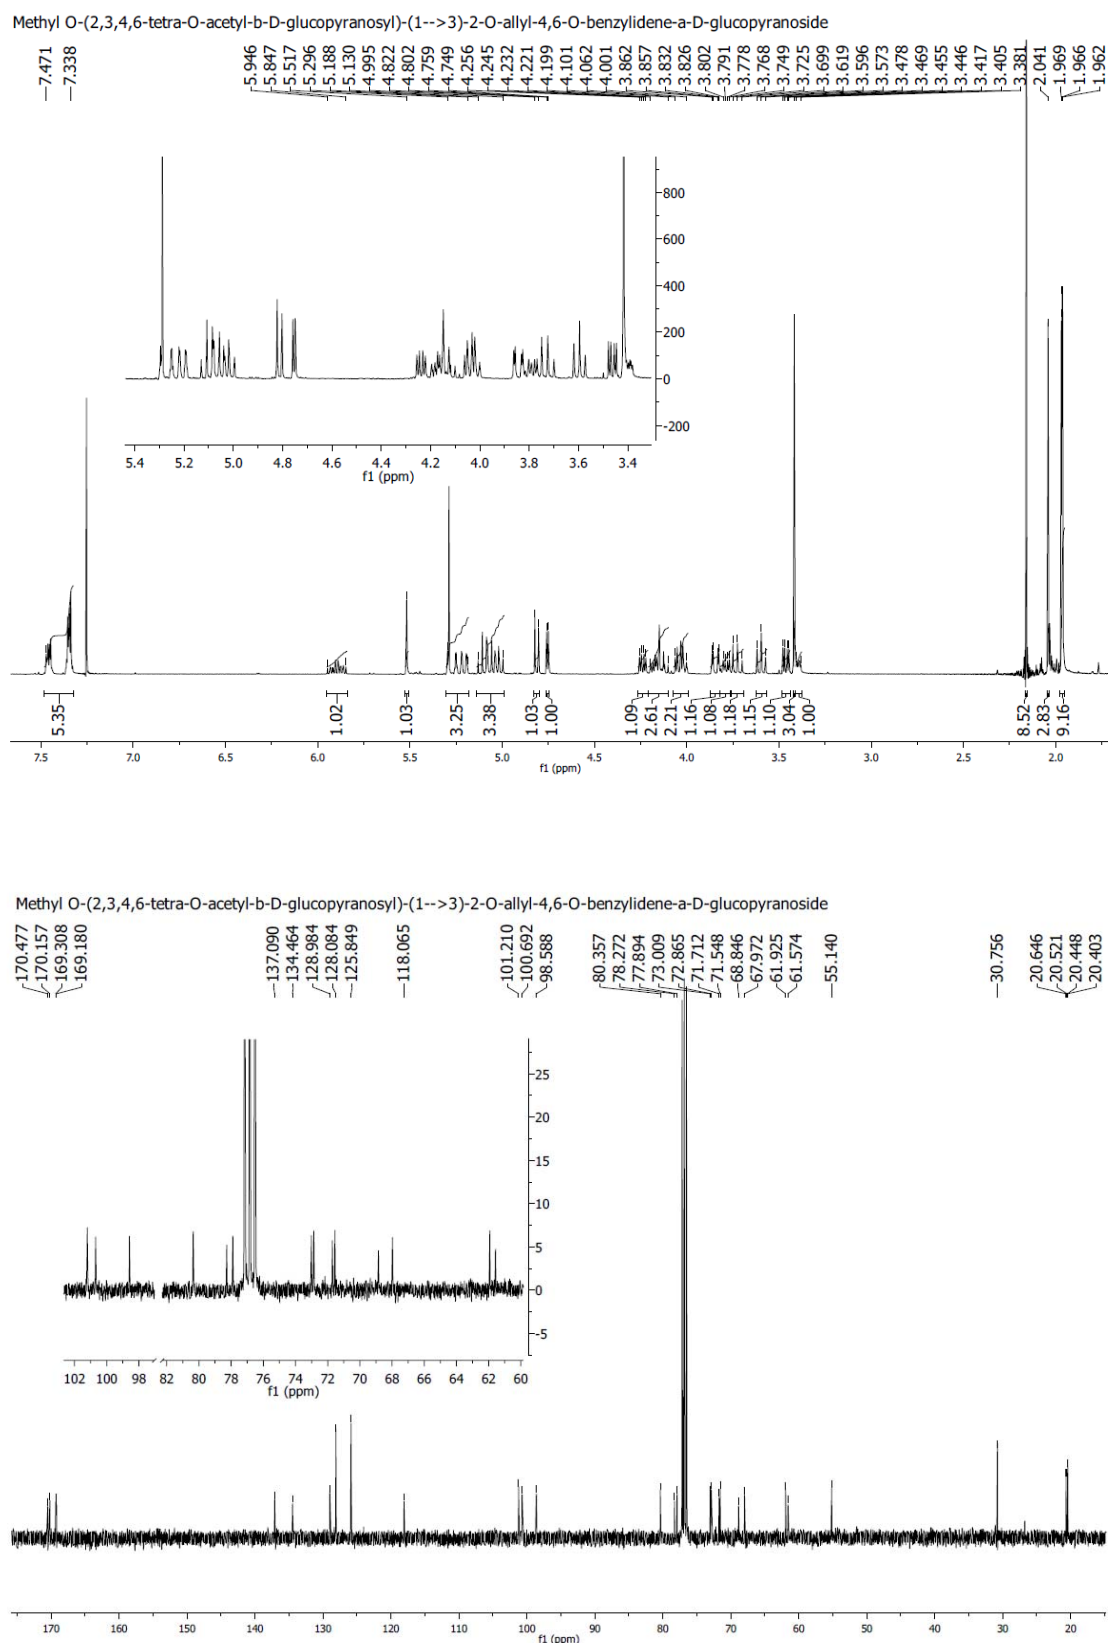 Methyl O-(2,3,4,6-tetra-O-acetyl-b-D-glucopyranosyl)-(1-->3)-2-O-allyl-4,6-O-benzylidene-a-D-glucopyranoside
7.471 7.338 5.946 5.847 5.517 5.296 5.188 5.130 4.995 4.822 4.802 4.759 4.749 4.256 4.245 4.232 4.221 4.199 4.101 4.062 4.001 3.862 3.857 3.832 3.826 3.802 3.791 3.778 3.768 3.749 3.725 3.699 3.619 3.596 3.573 3.478 3.469 3.455 3.446 3.417 3.405 3.381 2.041 1.969 1.966 1.962
800
600
400
200
0
-200
5.4 5.2 5.0 4.8 4.6 4.4 4.2 4.0 3.8 3.6 3.4
f1 (ppm)
5.35 1.02 1.03 3.25 3.38 1.03 1.00 1.09 2.61 2.21 1.16 1.08 1.18 1.15 1.10 3.04 1.00 8.52 2.83 9.16
7.5 7.0 6.5 6.0 5.5 5.0 4.5 4.0 3.5 3.0 2.5 2.0
f1 (ppm)
Methyl O-(2,3,4,6-tetra-O-acetyl-b-D-glucopyranosyl)-(1-->3)-2-O-allyl-4,6-O-benzylidene-a-D-glucopyranoside
170.477 170.157 169.308 169.180 137.090 134.464 128.984 128.084 125.849 118.065 101.210 100.692 98.588 80.357 78.272 77.894 73.009 72.865 71.712 71.548 68.846 67.972 61.925 61.574 55.140 30.756 20.646 20.521 20.448 20.403
25
20
15
10
5
0
-5
102 100 98 82 80 78 76 74 72 70 68 66 64 62 60
f1 (ppm)
170 160 150 140 130 120 110 100 90 80 70 60 50 40 30 20
f1 (ppm)